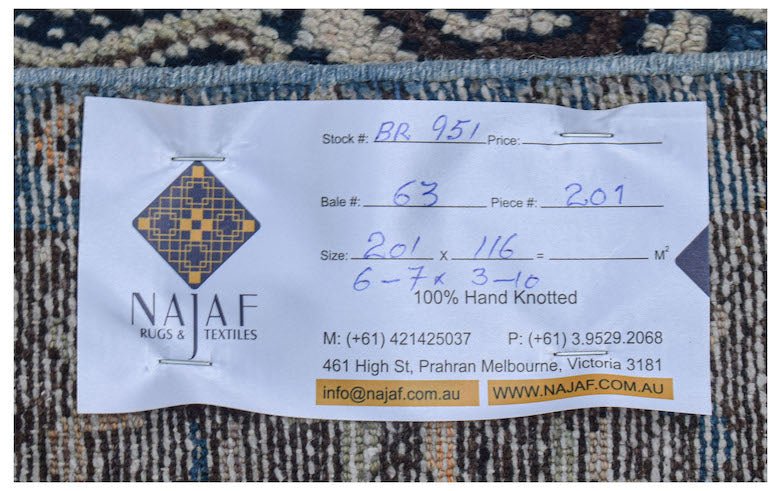 Stock #: BR 951 Price:
Bale #: 63 Piece #: 201
Size: 201 x 116 = M²
6-7 x 3-10
100% Hand Knotted
NAJAF
RUGS & TEXTILES
M: (+61) 421425037 P: (+61) 3.9529.2068
461 High St, Prahran Melbourne, Victoria 3181
info@najaf.com.au WWW.NAJAF.COM.AU